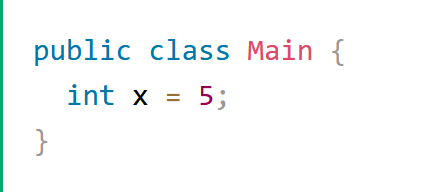 public class Main {
  int x = 5;
}